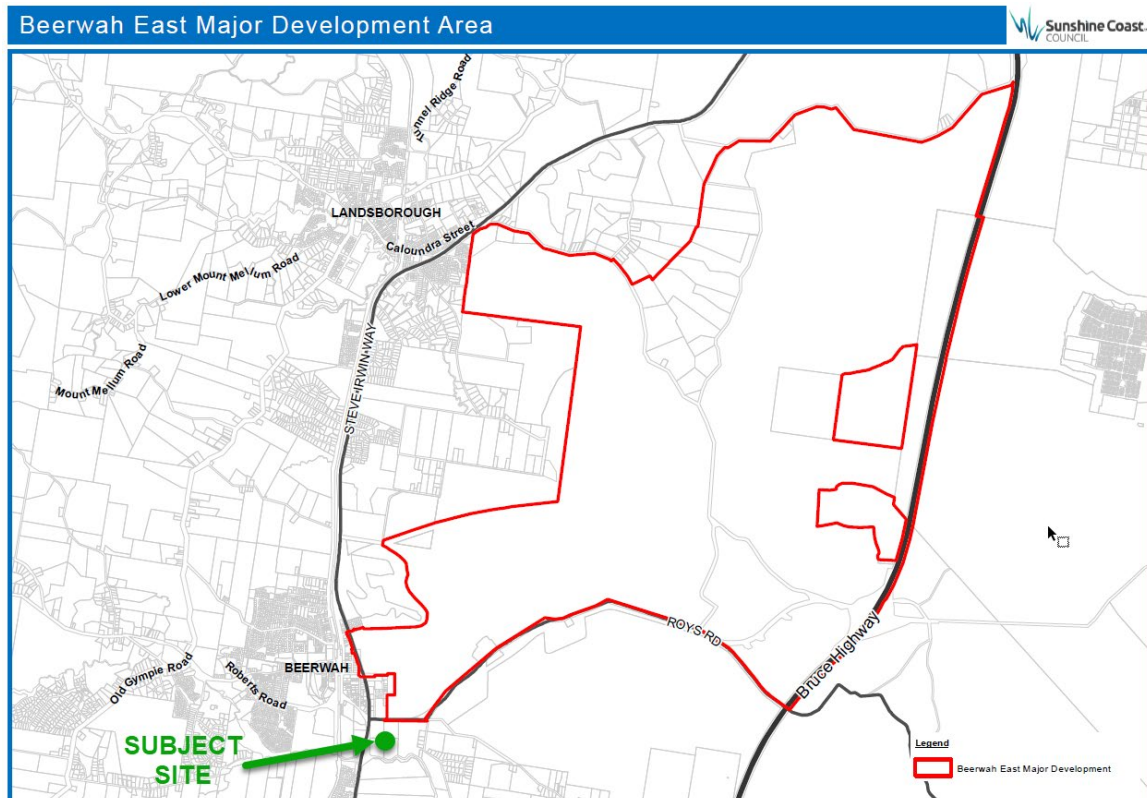 Beerwah East Major Development Area
Sunshine Coast
COUNCIL
Tunnel Ridge Road
LANDSBOROUGH
Caloundra Street
Lower Mount Mellum Road
Mount Mellum Road
STEVE IRWIN WAY
ROYS RD
Bruce Highway
BEERWAH
Old Gympie Road
Roberts Road
SUBJECT
SITE
Legend
Beerwah East Major Development